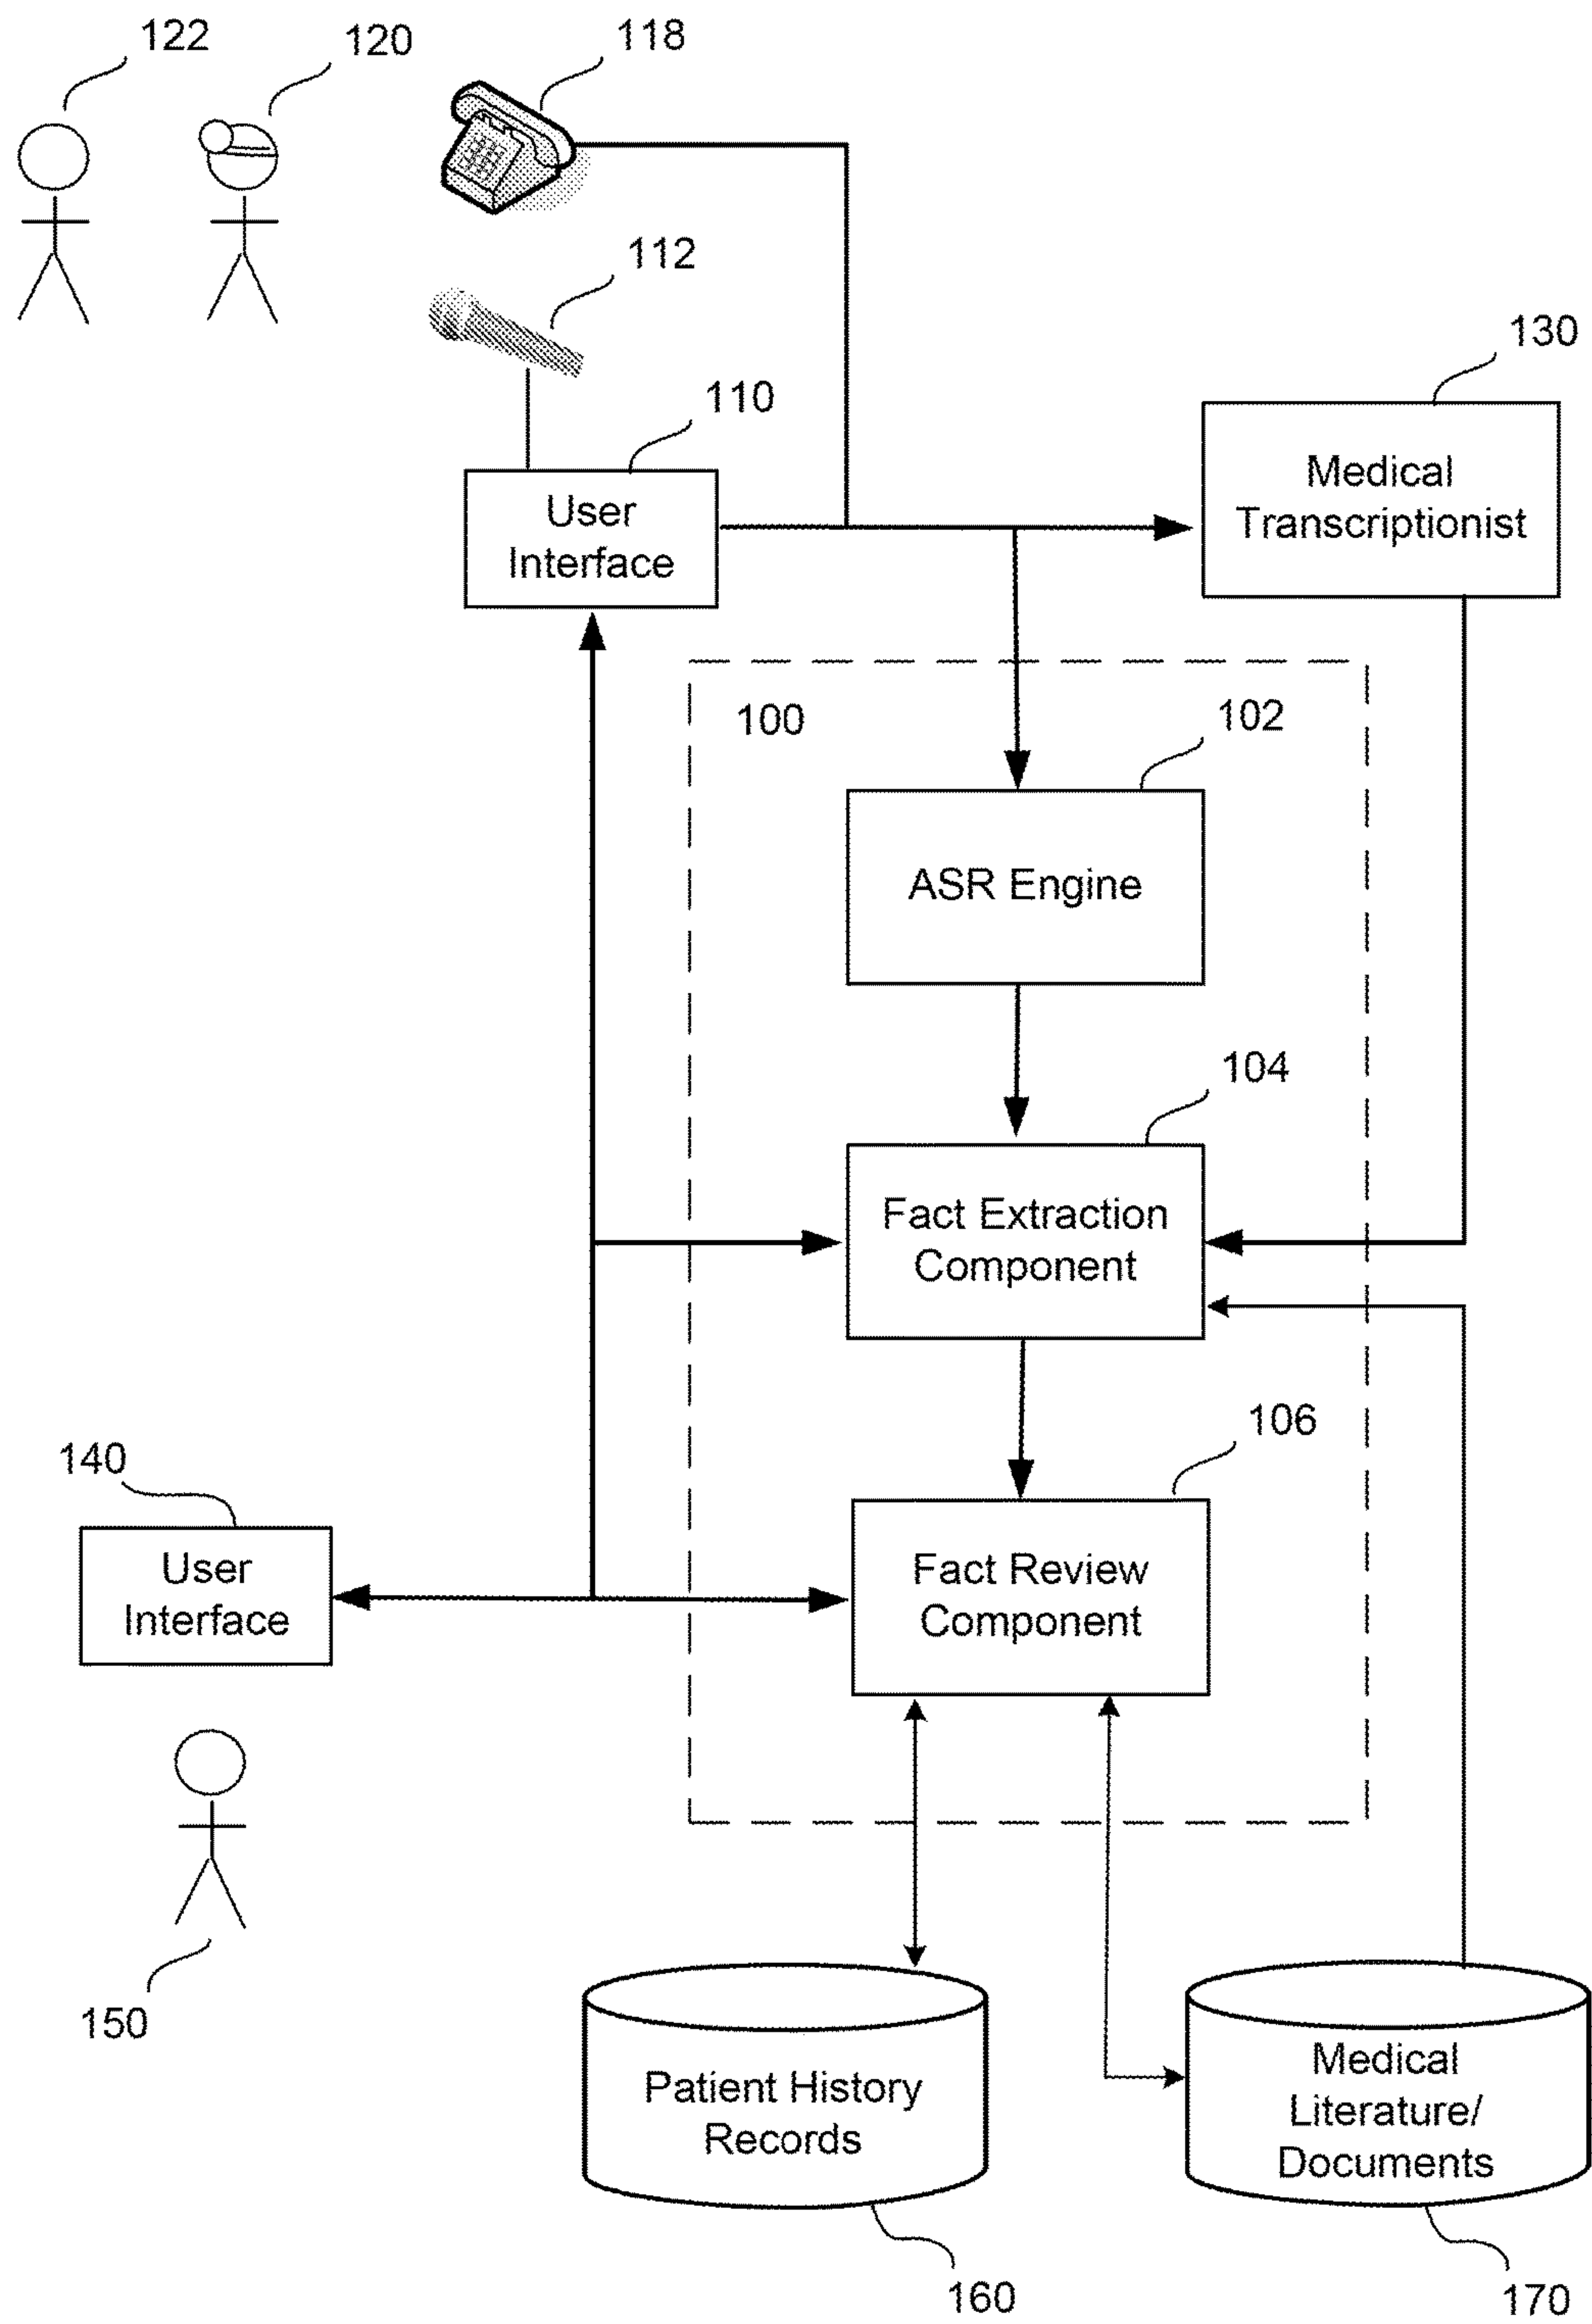 122
120
118
112
110
130
User
Interface
Medical
Transcriptionist
100
102
ASR Engine
104
Fact Extraction
Component
106
140
User
Interface
Fact Review
Component
150
Patient History
Records
Medical
Literature/
Documents
160
170